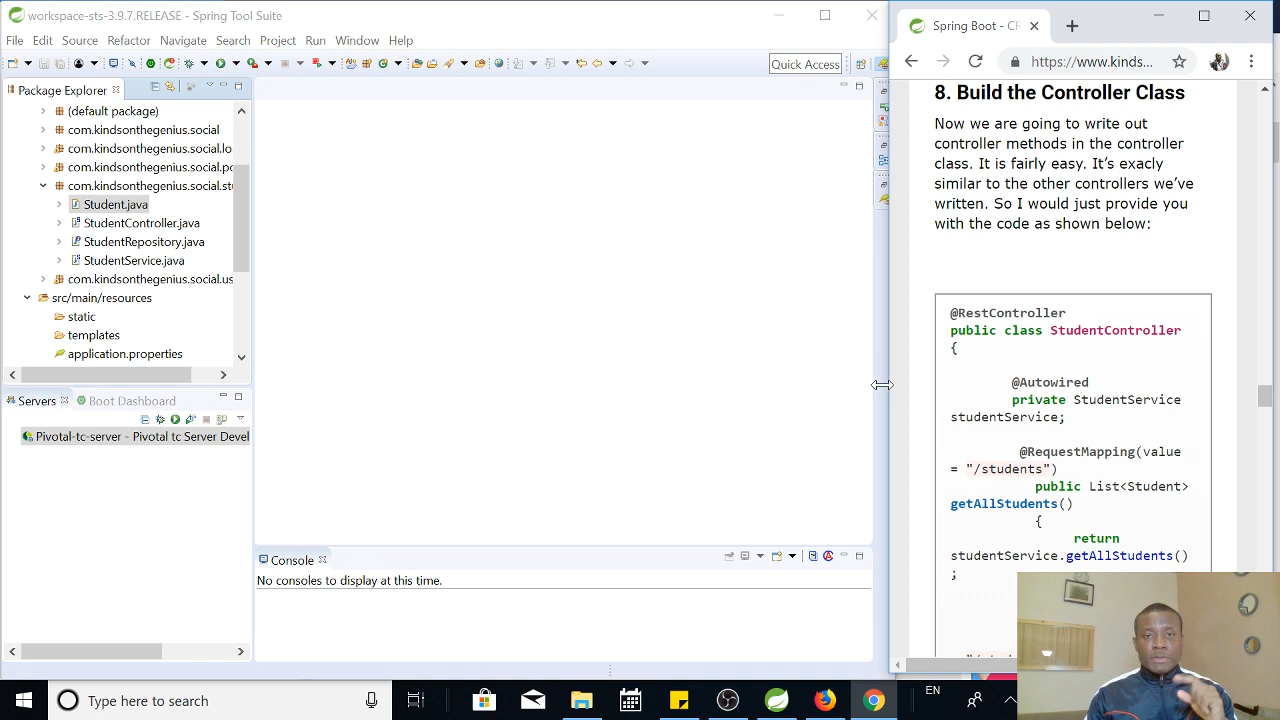 workspace-sts-3.9.7.RELEASE - Spring Tool Suite
File Edit Source Refactor Navigate Search Project Run Window Help
Quick Access
Package Explorer
(default package)
com.kindsonthegenius.social
com.kindsonthegenius.social.lo
com.kindsonthegenius.social.po
com.kindsonthegenius.social.st
Student.java
StudentController.java
StudentRepository.java
StudentService.java
com.kindsonthegenius.social.us
src/main/resources
static
templates
application.properties
Servers Boot Dashboard
Pivotal-tc-server - Pivotal tc Server Devel
Console
No consoles to display at this time.
Spring Boot - CR
https://www.kinds...
8. Build the Controller Class
Now we are going to write out
controller methods in the controller
class. It is fairly easy. It's exacly
similar to the other controllers we've
written. So I would just provide you
with the code as shown below:
@RestController
public class StudentController
{
@Autowired
private StudentService
studentService;
@RequestMapping(value
= "/students")
public List<Student>
getAllStudents()
{
return
studentService.getAllStudents()
;
Type here to search
EN